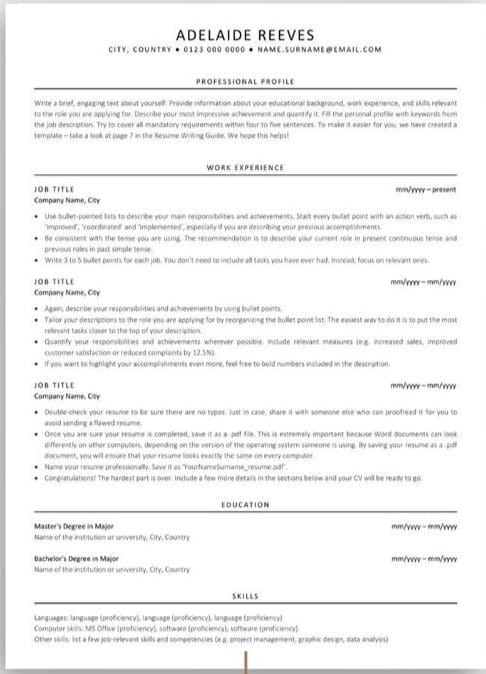 ADELAIDE REEVES
CITY, COUNTRY ● 0123 000 0000 ● NAME.SURNAME@EMAIL.COM
PROFESSIONAL PROFILE
Write a brief, engaging text about yourself. Provide information about your educational background, work experience, and skills relevant
to the role you are applying for. Describe your most impressive achievement and quantify it. Fill the personal profile with keywords from
the job description. Try to cover all mandatory requirements within four to five sentences. To make it easier for you, we have created a
template – take a look at page 7 in the Resume Writing Guide. We hope this helps!
WORK EXPERIENCE
JOB TITLE mm/yyyy – present
Company Name, City
• Use bullet-pointed lists to describe your main responsibilities and achievements. Start every bullet point with an action verb, such as
'improved', 'coordinated' and 'implemented', especially if you are describing your previous accomplishments.
• Be consistent with the tense you are using. The recommendation is to describe your current role in present continuous tense and
previous roles in past simple tense.
• Write 3 to 5 bullet points for each job. You don't need to include all tasks you have ever had. Instead, focus on relevant ones.
JOB TITLE mm/yyyy – mm/yyyy
Company Name, City
• Again, describe your responsibilities and achievements by using bullet points.
• Tailor your descriptions to the role you are applying for by reorganizing the bullet point list. The easiest way to do it is to put the most
relevant tasks closer to the top of your description.
• Quantify your responsibilities and achievements wherever possible. Include relevant measures (e.g. increased sales, improved
customer satisfaction or reduced complaints by 12.5%).
• If you want to highlight your accomplishments even more, feel free to bold numbers included in the description.
JOB TITLE mm/yyyy – mm/yyyy
Company Name, City
• Double-check your resume to be sure there are no typos. Just in case, share it with someone else who can proofread it for you to
avoid sending a flawed resume.
• Once you are sure your resume is completed, save it as a .pdf file. This is extremely important because Word documents can look
differently on other computers, depending on the version of the operating system someone is using. By saving your resume as a .pdf
document, you will ensure that your resume looks exactly the same on every computer.
• Name your resume professionally. Save it as 'YourNameSurname_resume.pdf'.
• Congratulations! The hardest part is over. Include a few more details in the sections below and your CV will be ready to go.
EDUCATION
Master's Degree in Major mm/yyyy – mm/yyyy
Name of the institution or university, City, Country
Bachelor's Degree in Major mm/yyyy – mm/yyyy
Name of the institution or university, City, Country
SKILLS
Languages: language (proficiency), language (proficiency), language (proficiency)
Computer skills: MS Office (proficiency), software (proficiency), software (proficiency)
Other skills: list a few job-relevant skills and competencies (e.g. project management, graphic design, data analysis)